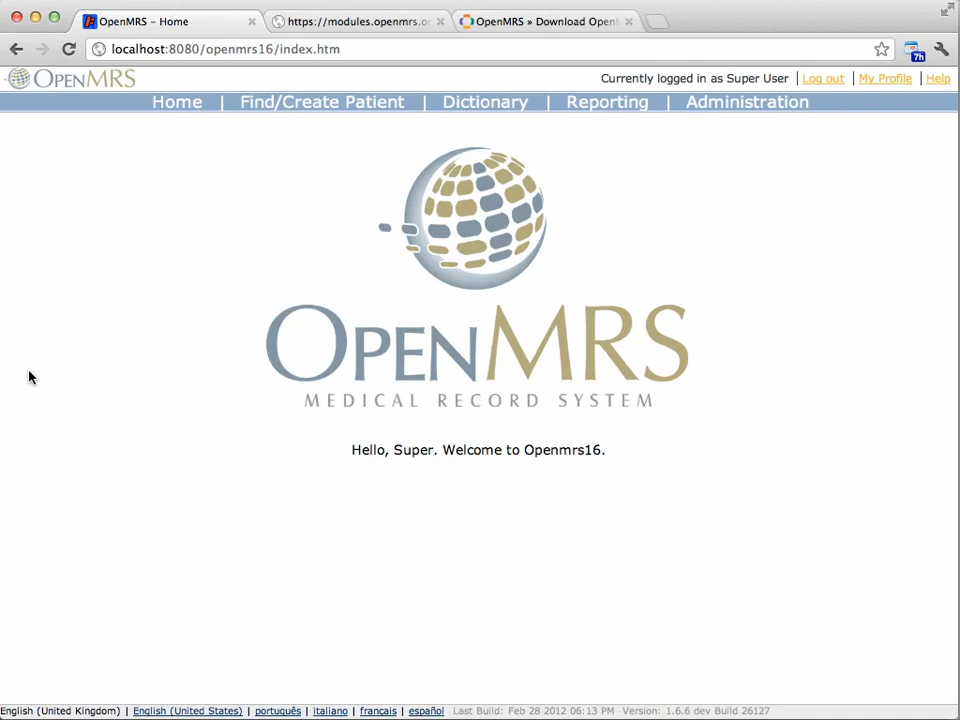 OpenMRS – Home
https://modules.openmrs.or
OpenMRS » Download OpenM
localhost:8080/openmrs16/index.htm
7h
OPENMRS
Currently logged in as Super User | Log out | My Profile | Help
Home | Find/Create Patient | Dictionary | Reporting | Administration
OPENMRS
MEDICAL RECORD SYSTEM
Hello, Super. Welcome to Openmrs16.
English (United Kingdom) | English (United States) | português | italiano | français | español Last Build: Feb 28 2012 06:13 PM Version: 1.6.6 dev Build 26127